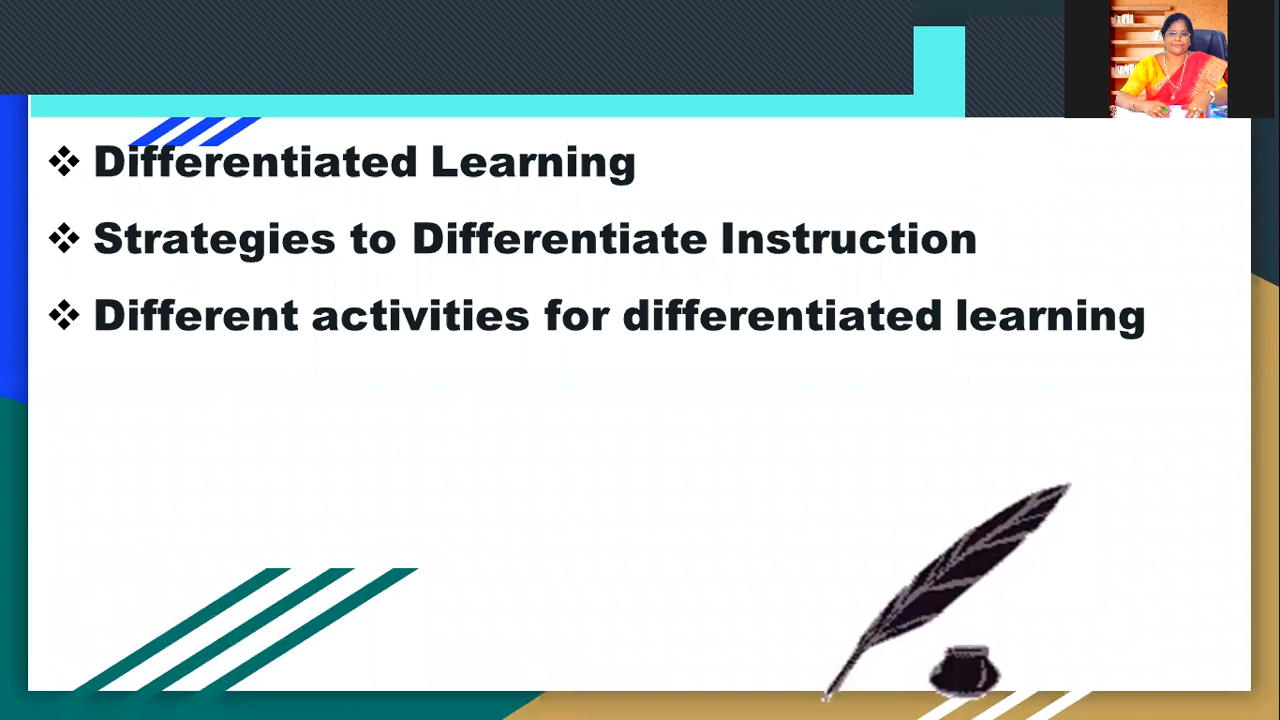 ❖ Differentiated Learning
❖ Strategies to Differentiate Instruction
❖ Different activities for differentiated learning